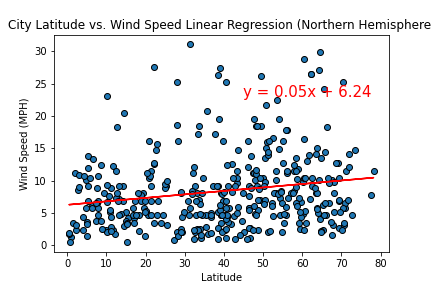 City Latitude vs. Wind Speed Linear Regression (Northern Hemisphere
y = 0.05x + 6.24
Wind Speed (MPH)
30
25
20
15
10
5
0
0 10 20 30 40 50 60 70 80
Latitude